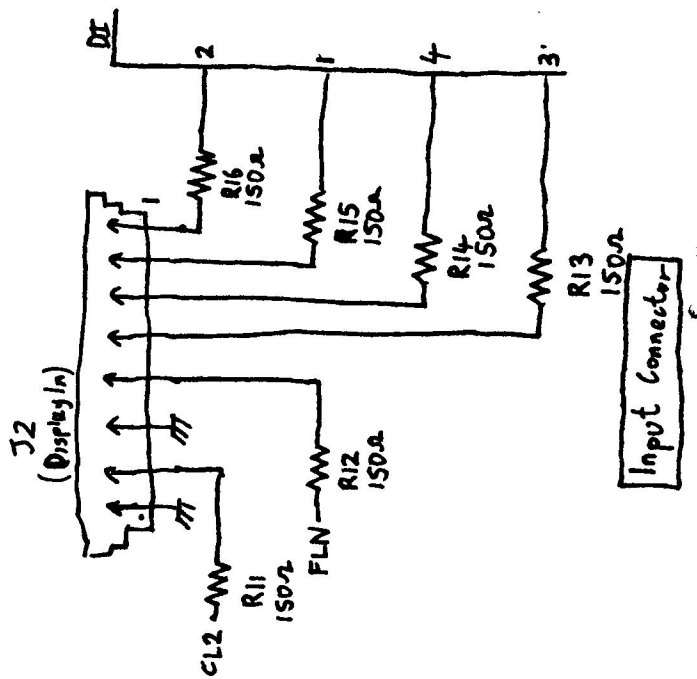 J2
(Display In)
DI
1
2
R16
150Ω
1
R15
150Ω
4
R14
150Ω
3
R13
150Ω
R12
150Ω
FLN
R11
150Ω
CL2
Input Connector